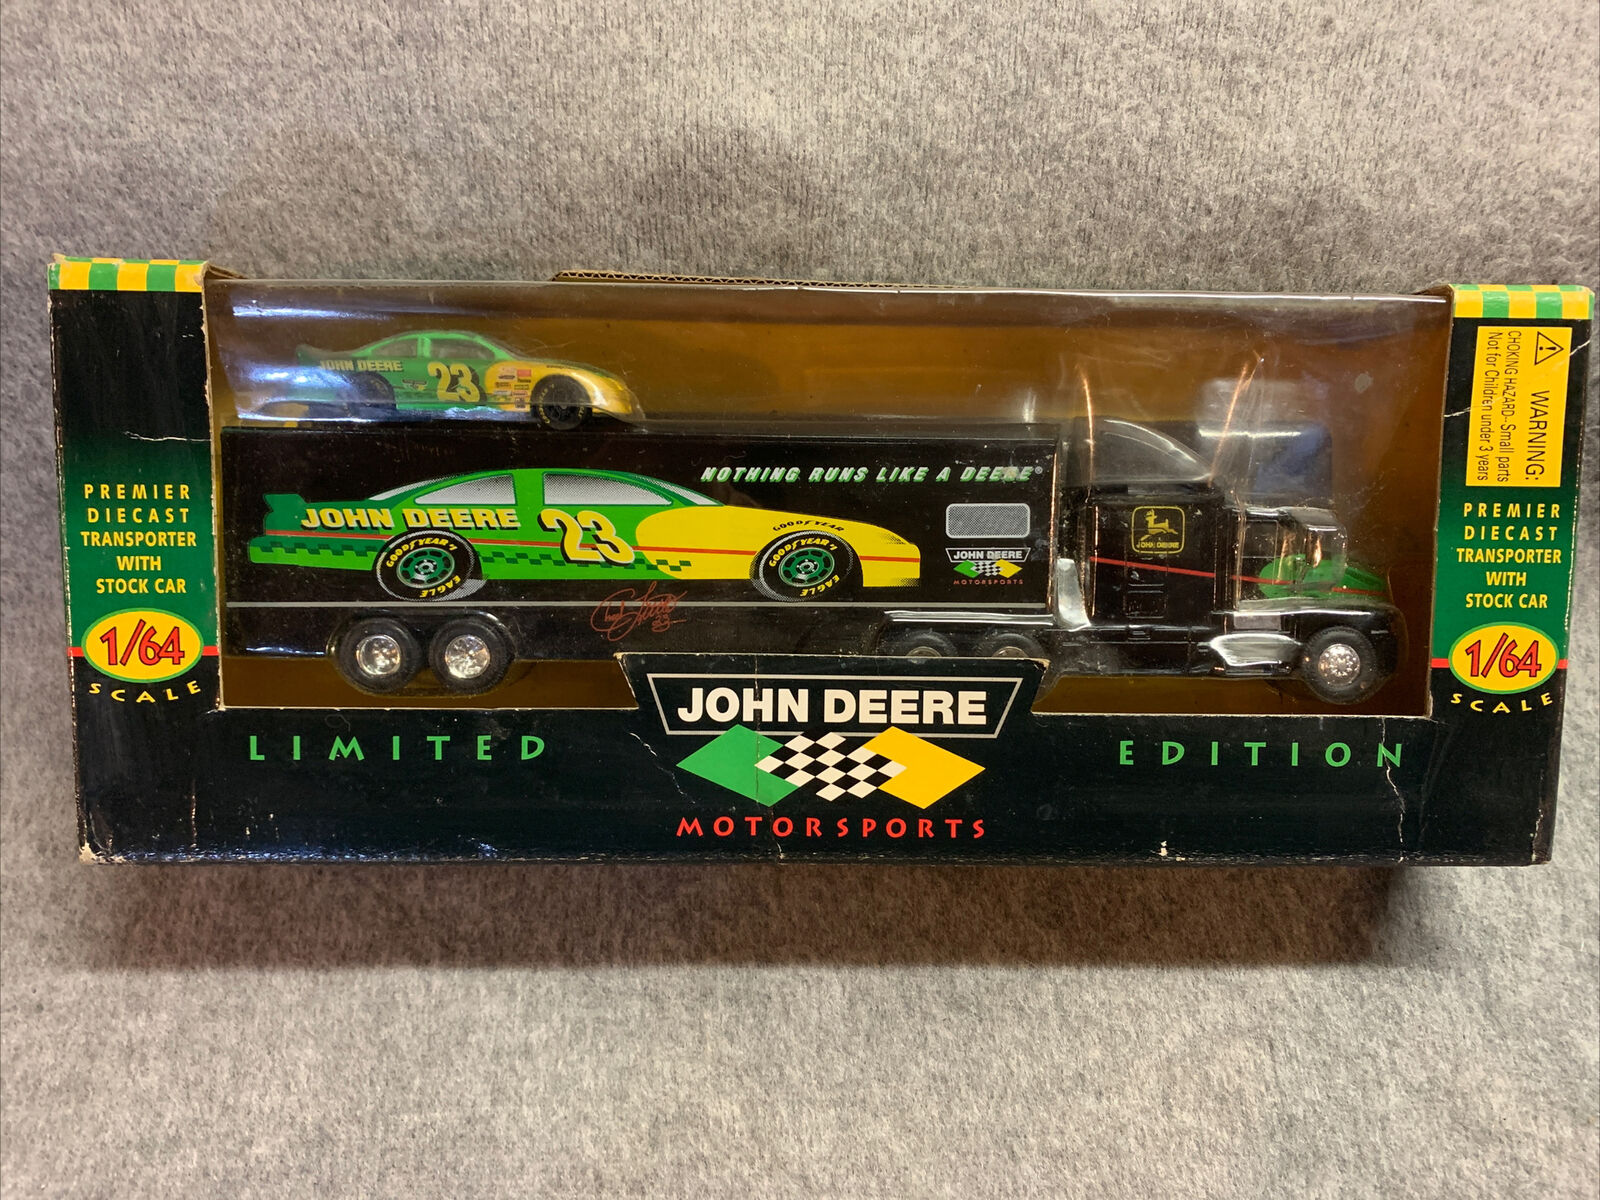 JOHN DEERE
23
NOTHING RUNS LIKE A DEERE®
JOHN DEERE 23
GOODYEAR
EAGLE
GOODYEAR
GOODYEAR
EAGLE
JOHN DEERE
MOTORSPORTS
23
JOHN DEERE
PREMIER
DIECAST
TRANSPORTER
WITH
STOCK CAR
1/64
SCALE
WARNING:
CHOKING HAZARD--Small parts
Not for Children under 3 years
PREMIER
DIECAST
TRANSPORTER
WITH
STOCK CAR
1/64
SCALE
LIMITED
JOHN DEERE
EDITION
MOTORSPORTS